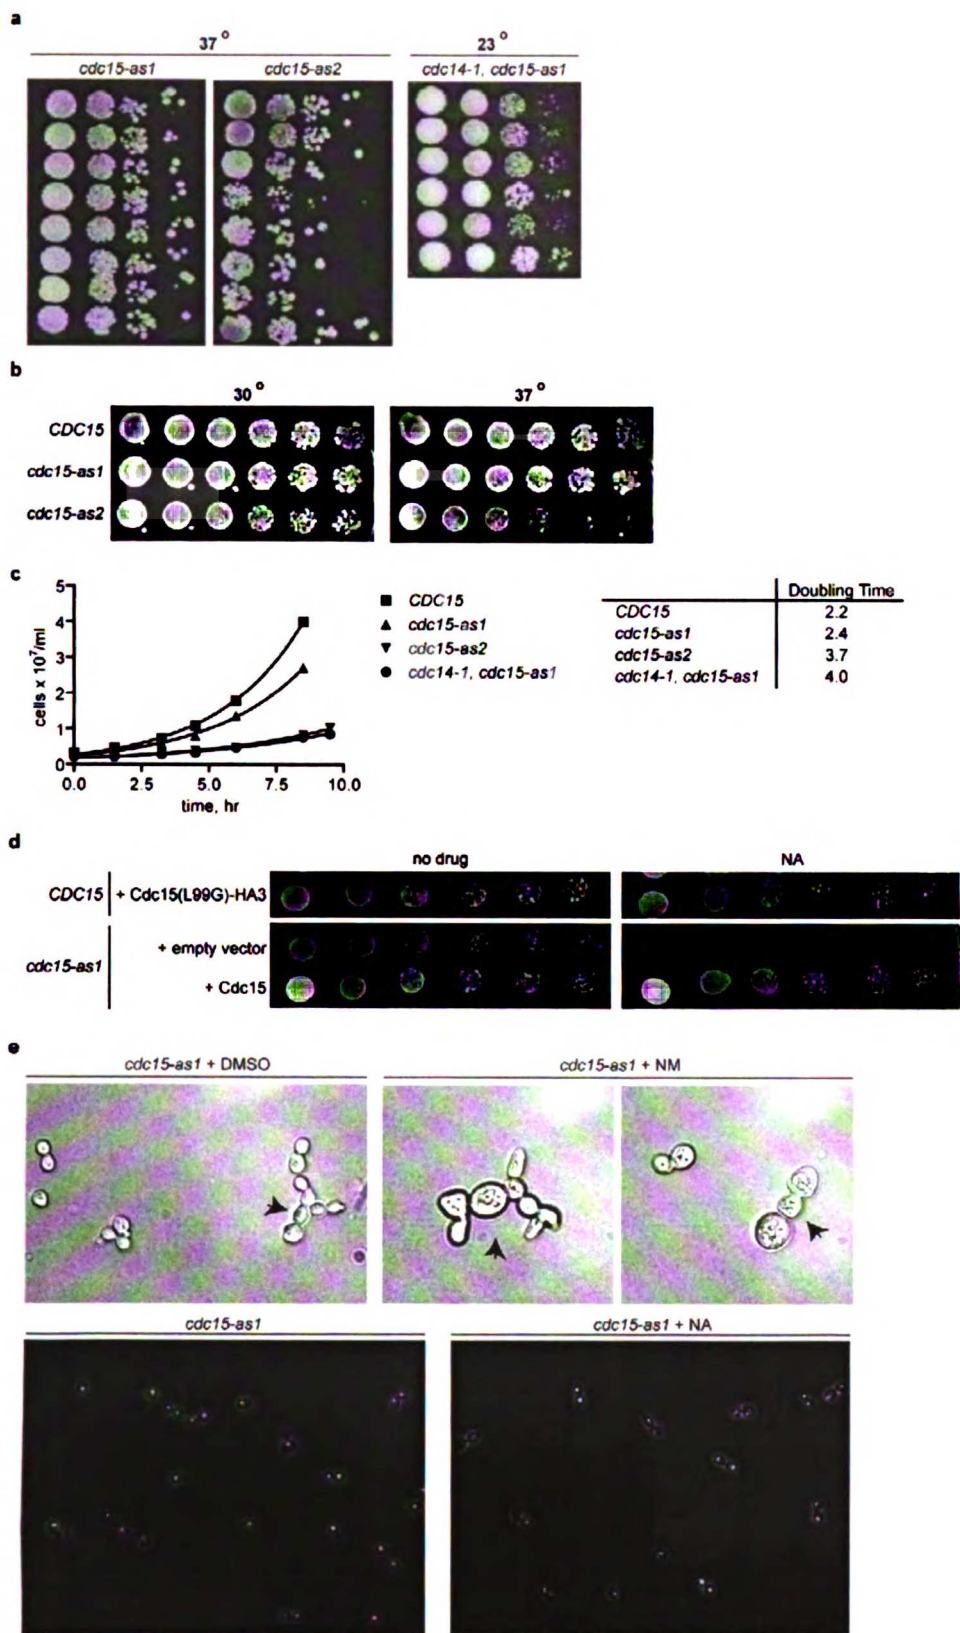 a
37 °
23 °
cdc15-as1
cdc15-as2
cdc14-1, cdc15-as1
b
30 °
37 °
CDC15
cdc15-as1
cdc15-as2
c
5
4
3
2
1
0
cells x 10⁷/ml
0.0 2.5 5.0 7.5 10.0
time, hr
CDC15
cdc15-as1
cdc15-as2
cdc14-1, cdc15-as1
Doubling Time
CDC15 2.2
cdc15-as1 2.4
cdc15-as2 3.7
cdc14-1, cdc15-as1 4.0
d
no drug
NA
CDC15 + Cdc15(L99G)-HA3
+ empty vector
cdc15-as1
+ Cdc15
e
cdc15-as1 + DMSO
cdc15-as1 + NM
cdc15-as1
cdc15-as1 + NA